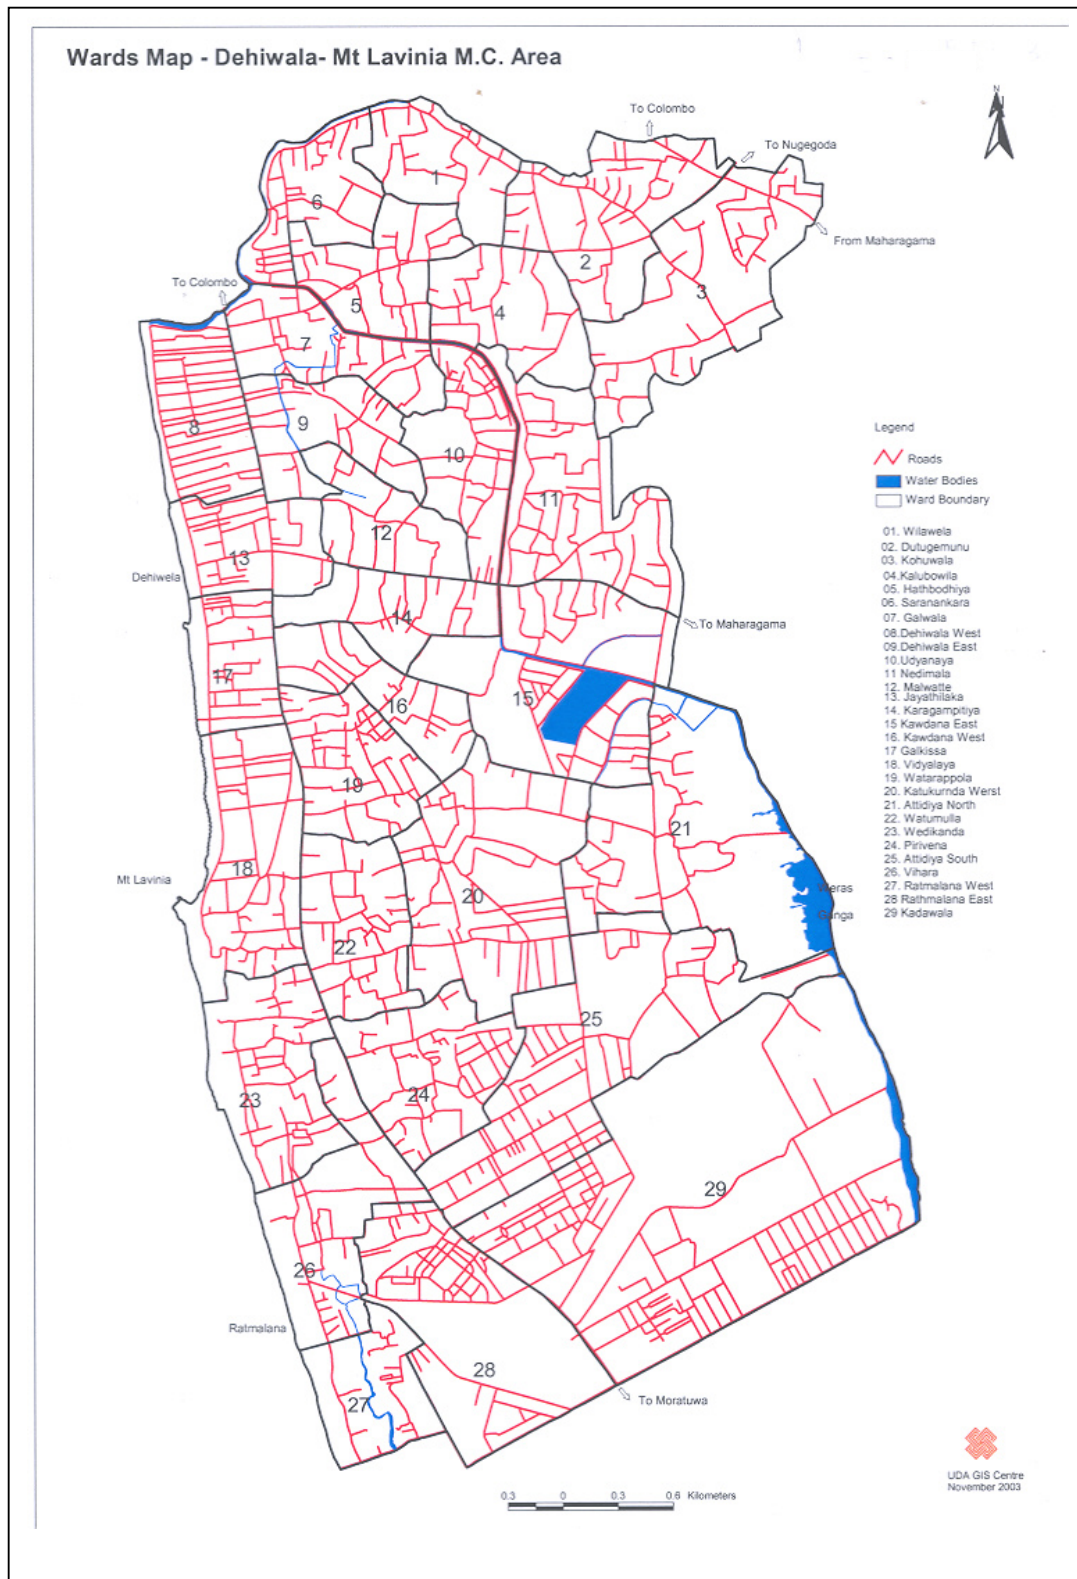 Wards Map - Dehiwala- Mt Lavinia M.C. Area
N
To Colombo
To Nugegoda
From Maharagama
To Colombo
1
6
2
3
5
4
7
8
9
10
11
12
13
Dehiwela
14
To Maharagama
17
16
15
19
21
18
Mt Lavinia
20
Weras
Ganga
22
25
24
23
29
26
Ratmalana
28
27
To Moratuwa
Legend
Roads
Water Bodies
Ward Boundary
01. Wilawela
02. Dutugemunu
03. Kohuwala
04.Kalubowila
05. Hathbodhiya
06. Saranankara
07. Galwala
08.Dehiwala West
09.Dehiwala East
10.Udyanaya
11 Nedimala
12. Malwatte
13. Jayathilaka
14. Karagampitiya
15 Kawdana East
16. Kawdana West
17 Galkissa
18. Vidyalaya
19. Watarappola
20. Katukurnda Werst
21. Attidiya North
22. Watumulla
23. Wedikanda
24. Pirivena
25. Attidiya South
26. Vihara
27. Ratmalana West
28 Rathmalana East
29 Kadawala
0.3 0 0.3 0.6 Kilometers
UDA GIS Centre
November 2003